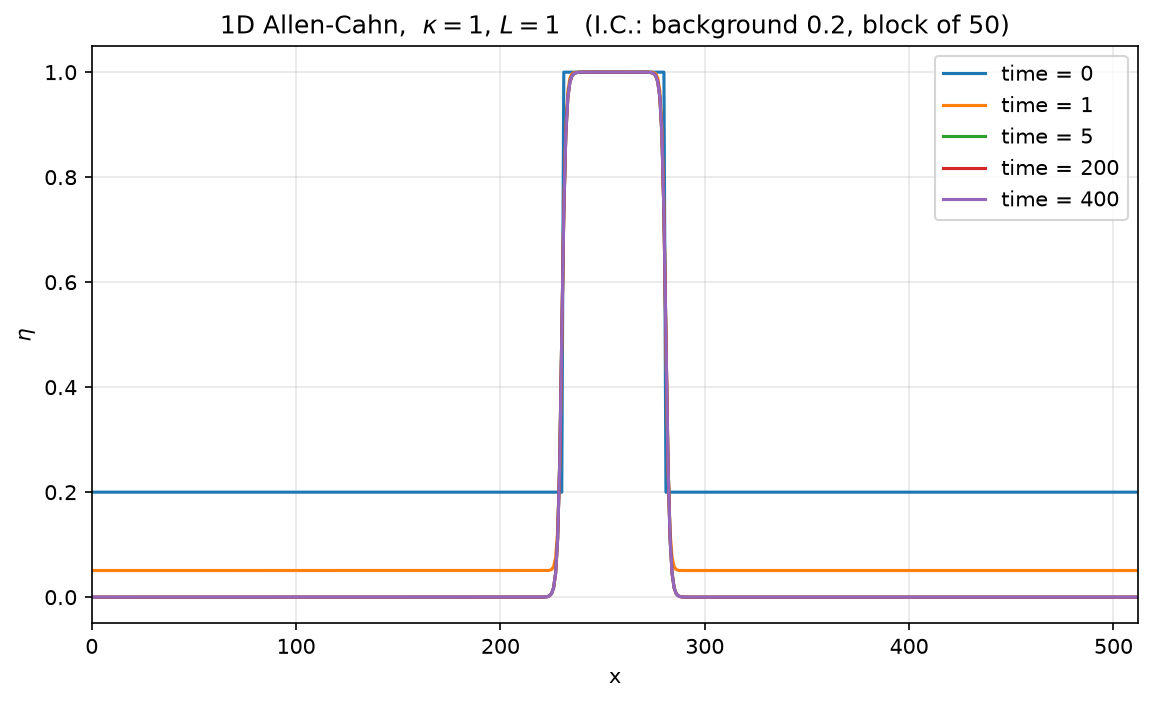 1D Allen-Cahn, κ = 1, L = 1 (I.C.: background 0.2, block of 50)
time = 0
time = 1
time = 5
time = 200
time = 400
1.0
0.8
0.6
0.4
0.2
0.0
η
0 100 200 300 400 500
x